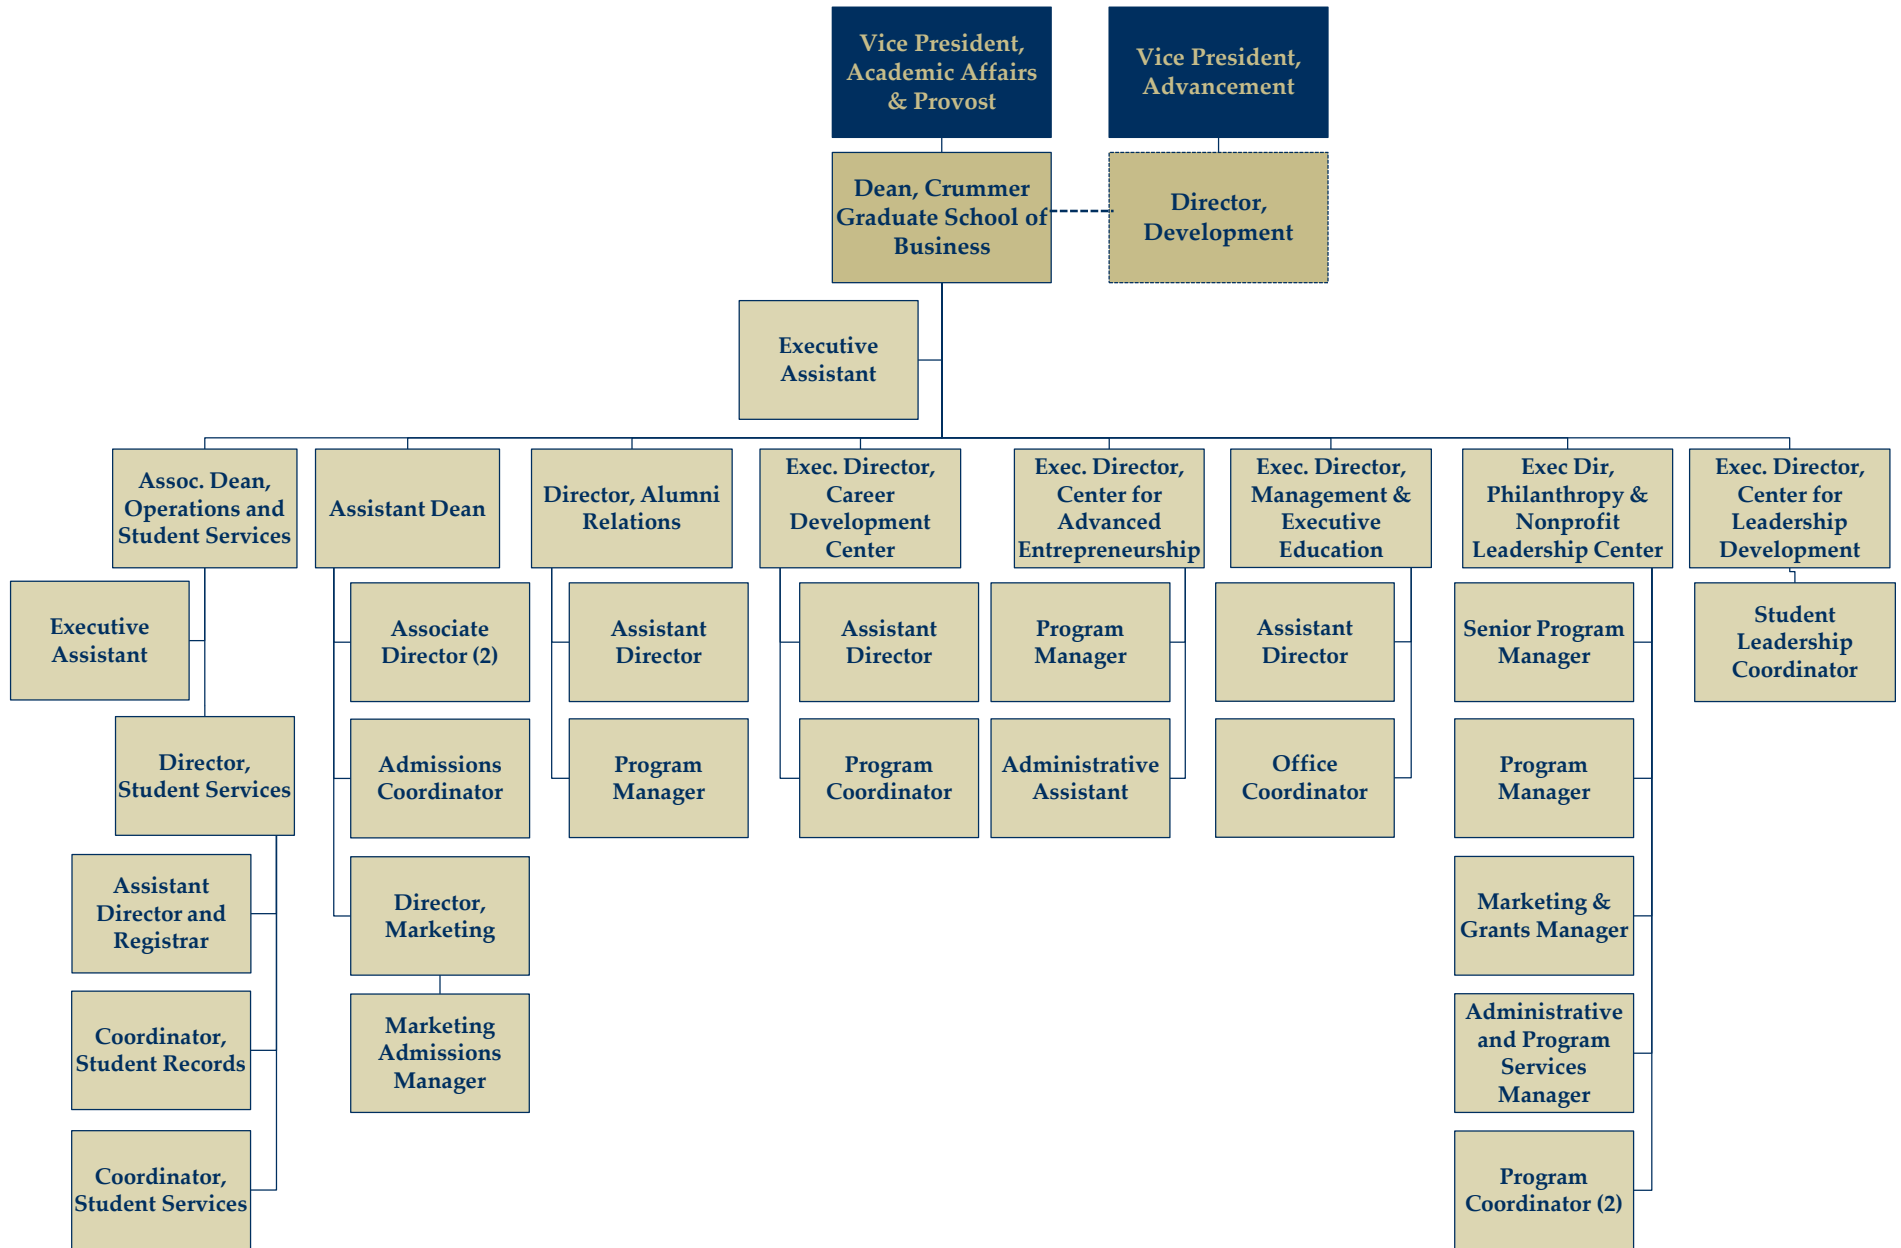 Vice President,
Academic Affairs
& Provost
Vice President,
Advancement
Dean, Crummer
Graduate School of
Business
Director,
Development
Executive
Assistant
Assoc. Dean,
Operations and
Student Services
Assistant Dean
Director, Alumni
Relations
Exec. Director,
Career
Development
Center
Exec. Director,
Center for
Advanced
Entrepreneurship
Exec. Director,
Management &
Executive
Education
Exec Dir,
Philanthropy &
Nonprofit
Leadership Center
Exec. Director,
Center for
Leadership
Development
Executive
Assistant
Associate
Director (2)
Assistant
Director
Assistant
Director
Program
Manager
Assistant
Director
Senior Program
Manager
Student
Leadership
Coordinator
Director,
Student Services
Admissions
Coordinator
Program
Manager
Program
Coordinator
Administrative
Assistant
Office
Coordinator
Program
Manager
Assistant
Director and
Registrar
Director,
Marketing
Marketing &
Grants Manager
Coordinator,
Student Records
Marketing
Admissions
Manager
Administrative
and Program
Services
Manager
Coordinator,
Student Services
Program
Coordinator (2)